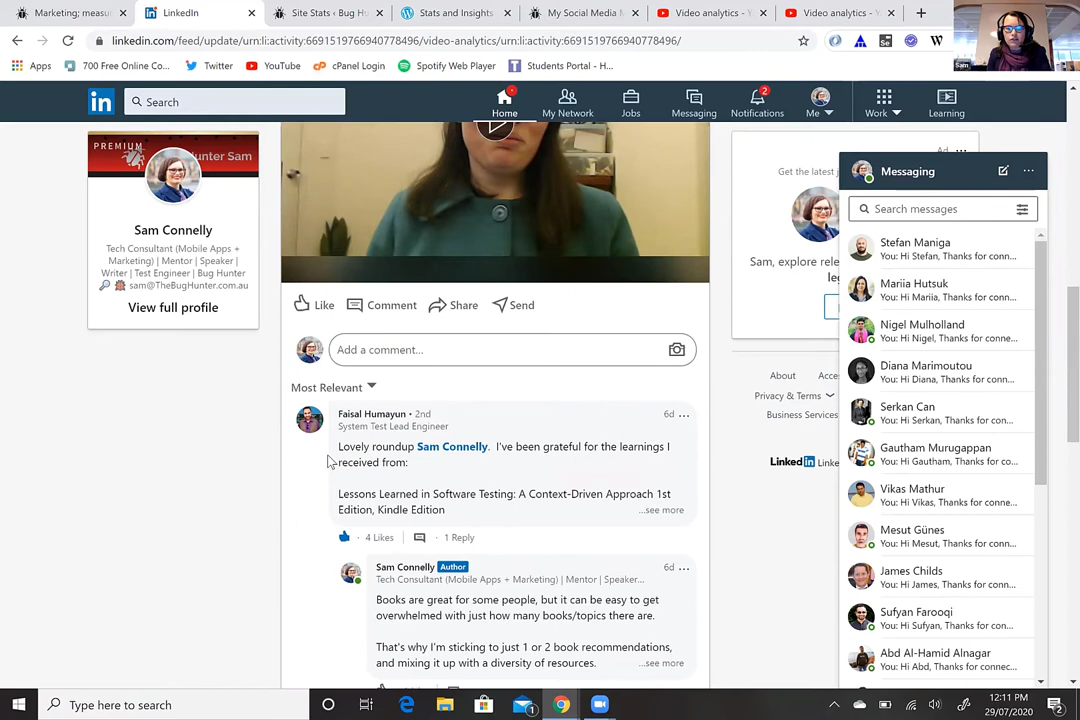 Marketing; measu
LinkedIn
Site Stats ‹ Bug Hu
Stats and Insights
My Social Media M
Video analytics - Y
Video analytics - Y
linkedin.com/feed/update/urn:li:activity:6691519766940778496/video-analytics/urn:li:activity:6691519766940778496/
Sam
Apps
700 Free Online Co...
Twitter
YouTube
cPanel Login
Spotify Web Player
Students Portal - H...
in
Search
Home
My Network
Jobs
Messaging
2
Notifications
Me
Work
Learning
PREMIUM
Hunter Sam
Sam Connelly
Tech Consultant (Mobile Apps +
Marketing) | Mentor | Speaker |
Writer | Test Engineer | Bug Hunter
sam@TheBugHunter.com.au
View full profile
Like
Comment
Share
Send
Add a comment...
Most Relevant
Faisal Humayun • 2nd
6d
System Test Lead Engineer
Lovely roundup Sam Connelly. I've been grateful for the learnings I
received from:
Lessons Learned in Software Testing: A Context-Driven Approach 1st
Edition, Kindle Edition
...see more
4 Likes
1 Reply
Sam Connelly Author
6d
Tech Consultant (Mobile Apps + Marketing) | Mentor | Speaker...
Books are great for some people, but it can be easy to get
overwhelmed with just how many books/topics there are.
That's why I'm sticking to just 1 or 2 book recommendations,
and mixing it up with a diversity of resources.
...see more
Ad
Get the latest j
Sam, explore rele
leg
About
Acce
Privacy & Terms
Business Services
Linked in Linke
Messaging
Search messages
Stefan Maniga
You: Hi Stefan, Thanks for conn...
Mariia Hutsuk
You: Hi Mariia, Thanks for conn...
Nigel Mulholland
You: Hi Nigel, Thanks for conne...
Diana Marimoutou
You: Hi Diana, Thanks for conn...
Serkan Can
You: Hi Serkan, Thanks for conn...
Gautham Murugappan
You: Hi Gautham, Thanks for co...
Vikas Mathur
You: Hi Vikas, Thanks for conne...
Mesut Günes
You: Hi Mesut, Thanks for conn...
James Childs
You: Hi James, Thanks for conn...
Sufyan Farooqi
You: Hi Sufyan, Thanks for con...
Abd Al-Hamid Alnagar
You: Hi Abd, Thanks for connec...
Type here to search
1
12:11 PM
29/07/2020
2